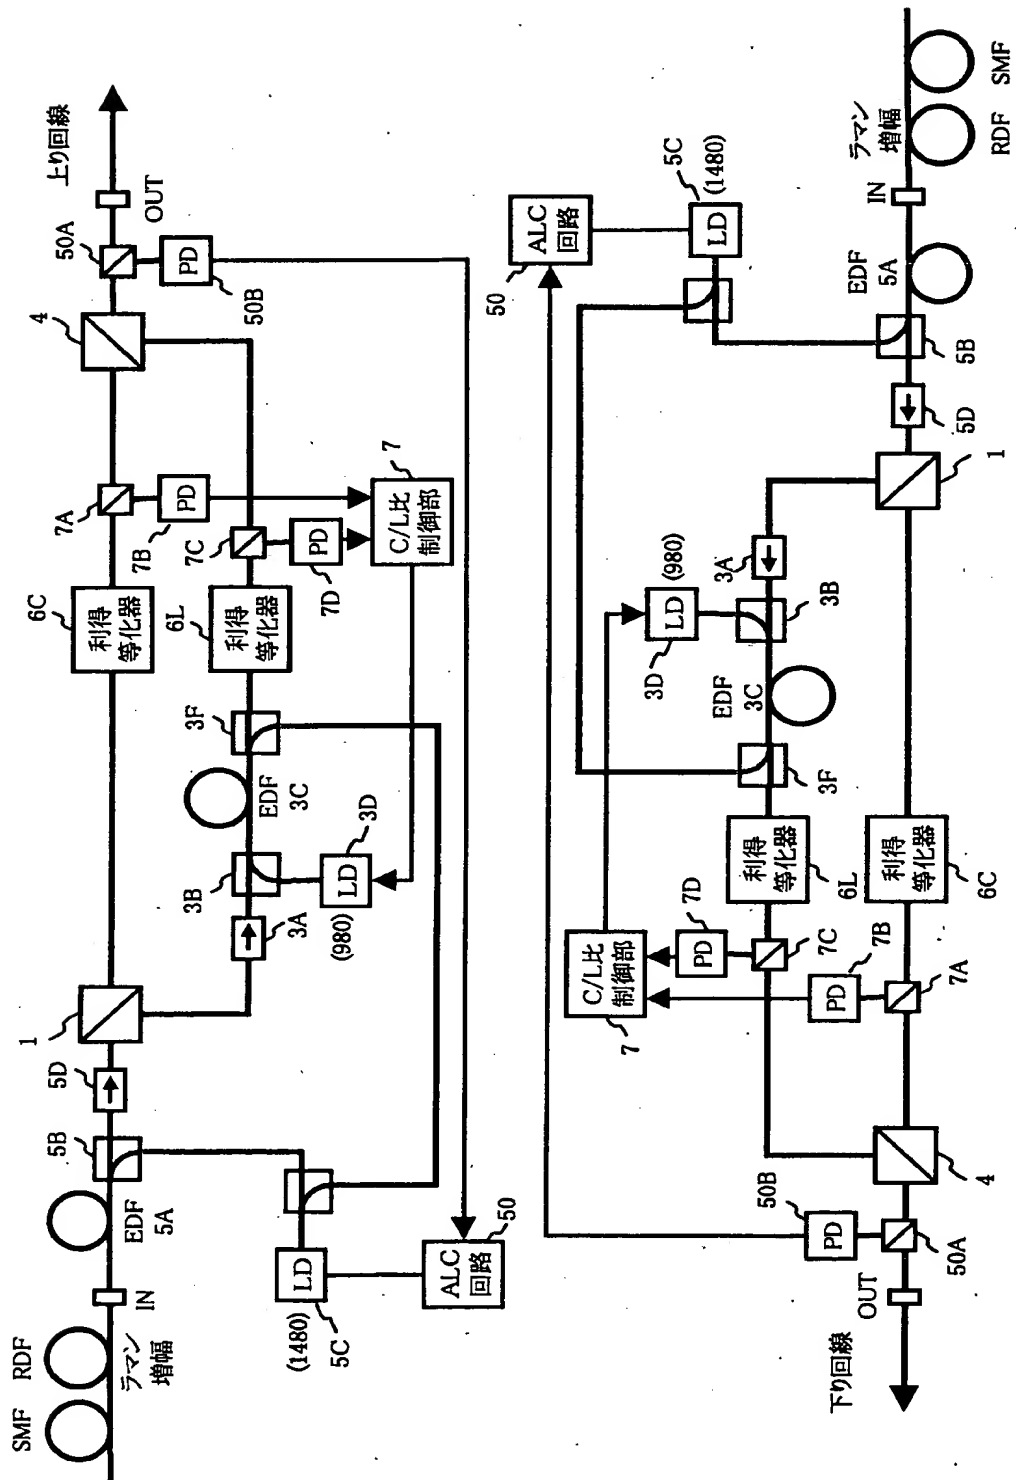 上り回線
OUT
50A
PD
50B
4
7A
PD
7B
7C
PD
7D
7
C/L比
制御部
6C
利得
等化器
6L
利得
等化器
3F
EDF
3C
3B
3D
LD
(980)
3A
1
5D
5B
EDF
5A
IN
RDF
SMF
ラマン
増幅
LD
(1480)
5C
ALC
回路
50
SMF
RDF
ラマン
増幅
IN
EDF
5A
5B
5D
1
5C
(1480)
LD
ALC
回路
50
3A
(980)
LD
3D
3B
EDF
3C
3F
利得
等化器
6L
利得
等化器
6C
7D
PD
7C
7B
PD
7A
C/L比
制御部
7
4
50B
PD
50A
OUT
下り回線